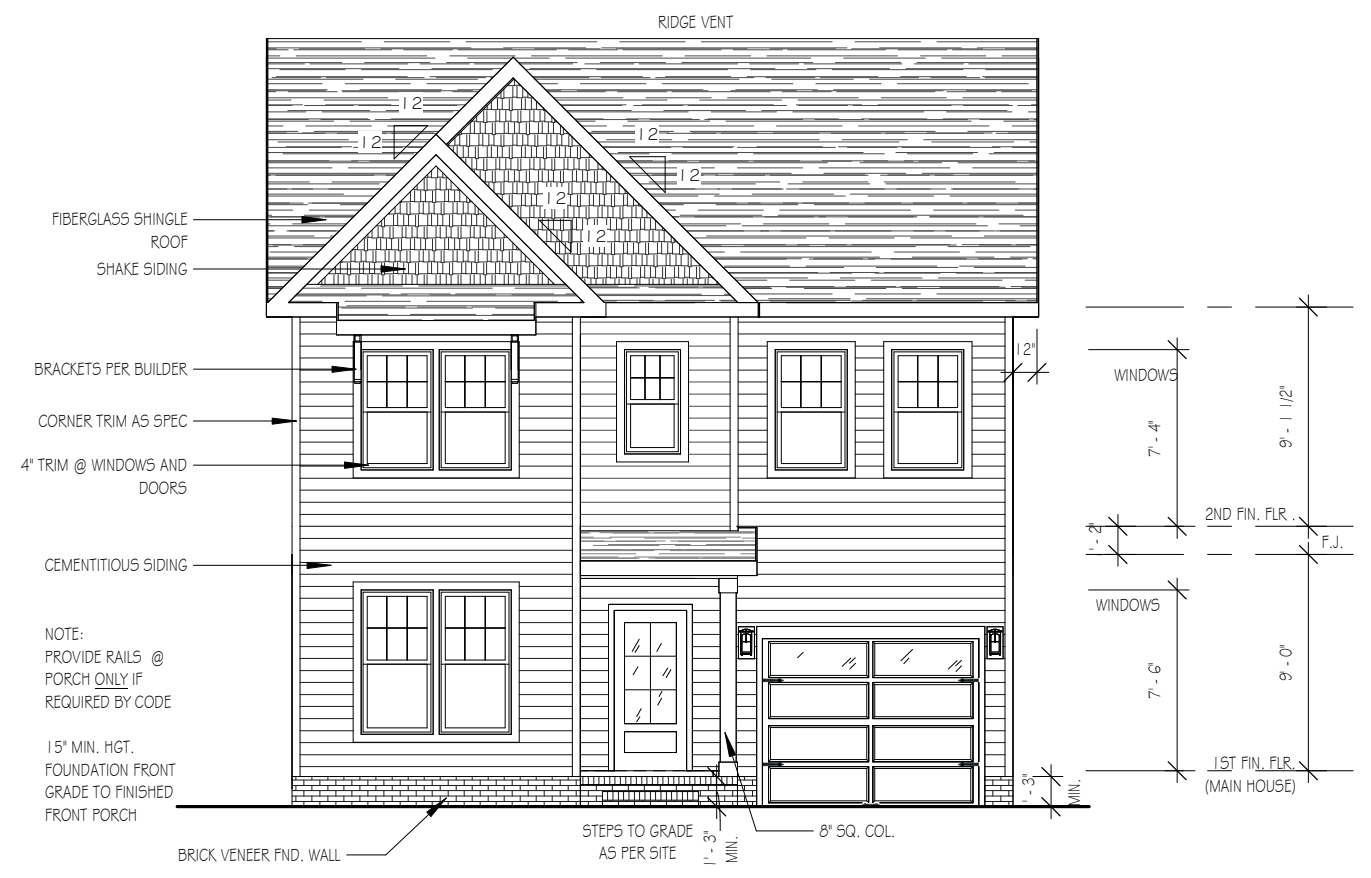 RIDGE VENT
12
12
12
12
12
12
FIBERGLASS SHINGLE
ROOF
SHAKE SIDING
BRACKETS PER BUILDER
CORNER TRIM AS SPEC
4" TRIM @ WINDOWS AND
DOORS
CEMENTITIOUS SIDING
NOTE:
PROVIDE RAILS @
PORCH ONLY IF
REQUIRED BY CODE
15" MIN. HGT.
FOUNDATION FRONT
GRADE TO FINISHED
FRONT PORCH
BRICK VENEER FND. WALL
STEPS TO GRADE
AS PER SITE
1' - 3"
MIN.
8" SQ. COL.
12"
WINDOWS
7' - 4"
9' - 1 1/2"
2ND FIN. FLR .
' - 2"
F.J.
WINDOWS
7' - 6"
9' - 0"
1ST FIN. FLR.
(MAIN HOUSE)
' - 3"
MIN.